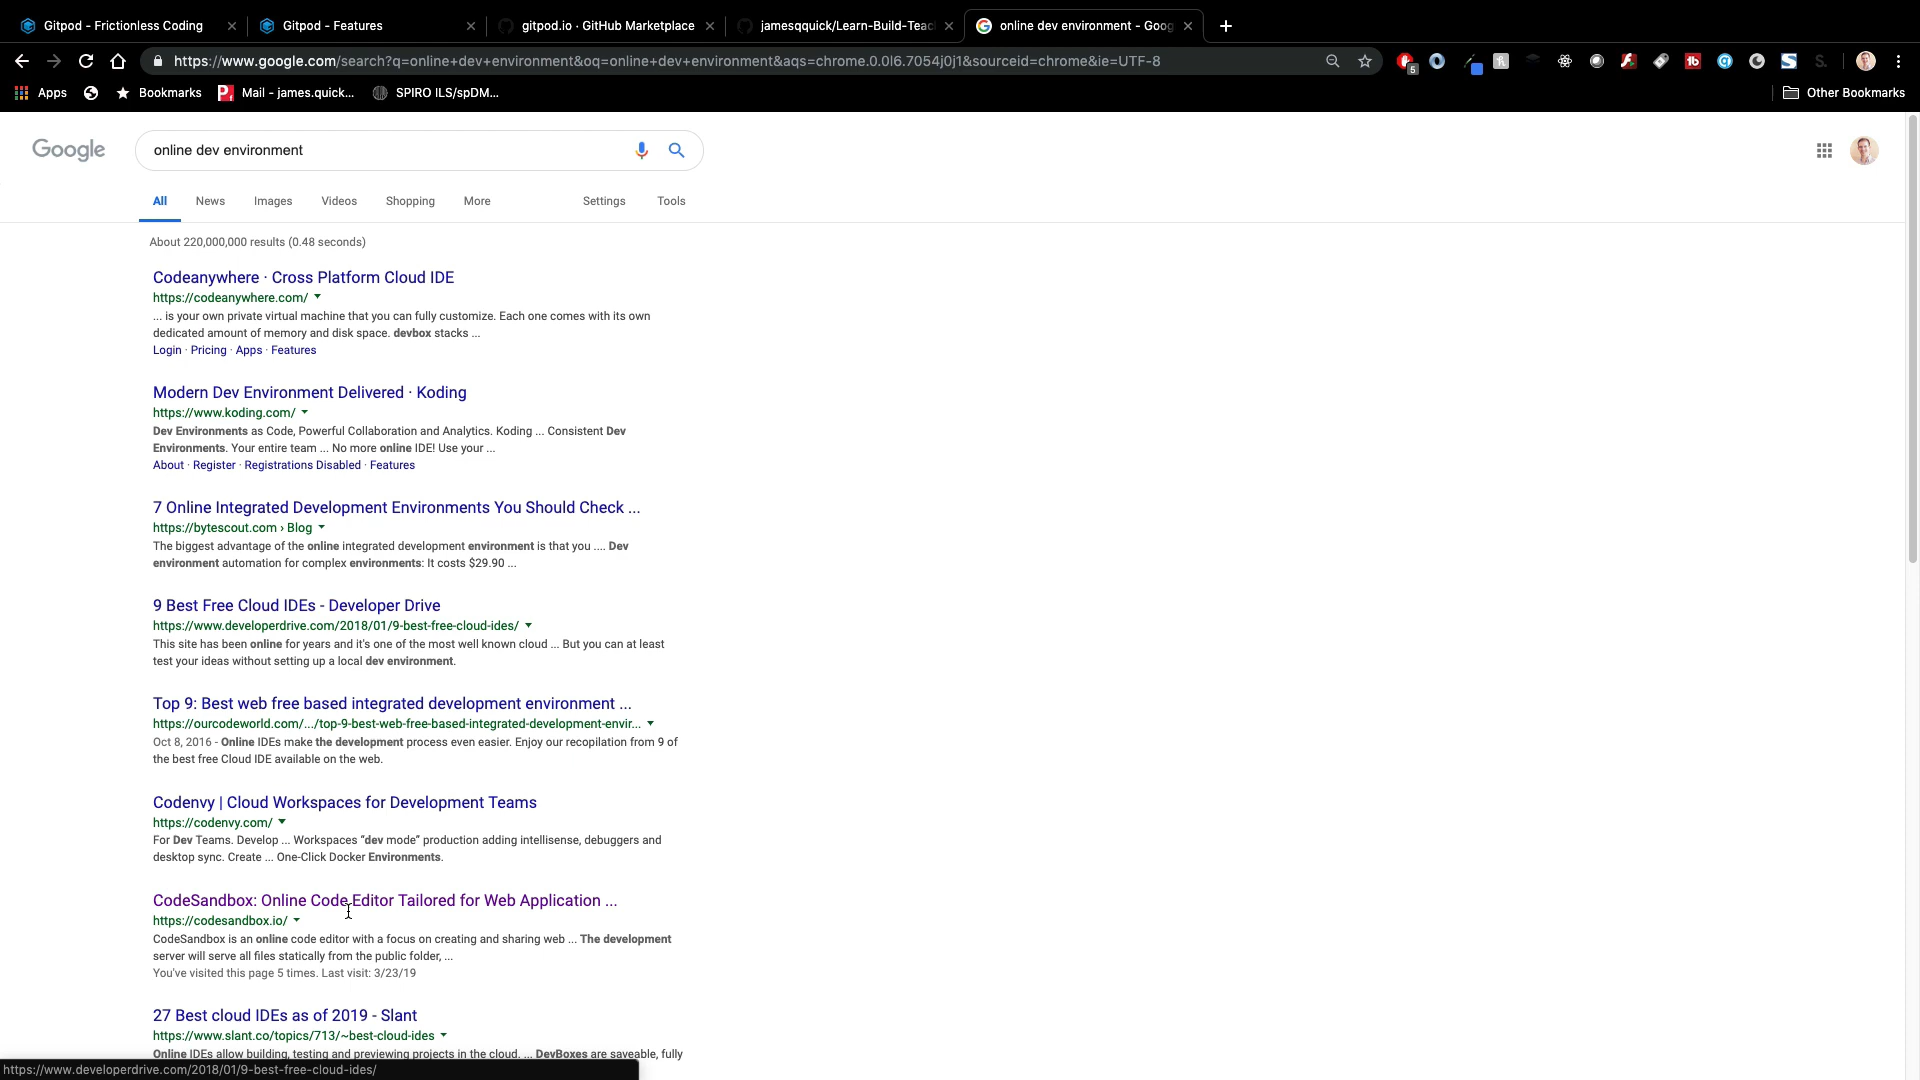 Gitpod - Frictionless Coding
Gitpod - Features
gitpod.io · GitHub Marketplace
jamesqquick/Learn-Build-Teac
online dev environment - Goog
https://www.google.com/search?q=online+dev+environment&oq=online+dev+environment&aqs=chrome.0.0l6.7054j0j1&sourceid=chrome&ie=UTF-8
5
Apps
Bookmarks
Mail - james.quick...
SPIRO ILS/spDM...
Other Bookmarks
Google
online dev environment
All
News
Images
Videos
Shopping
More
Settings
Tools
About 220,000,000 results (0.48 seconds)
Codeanywhere · Cross Platform Cloud IDE
https://codeanywhere.com/
... is your own private virtual machine that you can fully customize. Each one comes with its own
dedicated amount of memory and disk space. devbox stacks ...
Login · Pricing · Apps · Features
Modern Dev Environment Delivered · Koding
https://www.koding.com/
Dev Environments as Code, Powerful Collaboration and Analytics. Koding ... Consistent Dev
Environments. Your entire team ... No more online IDE! Use your ...
About · Register · Registrations Disabled · Features
7 Online Integrated Development Environments You Should Check ...
https://bytescout.com › Blog
The biggest advantage of the online integrated development environment is that you .... Dev
environment automation for complex environments: It costs $29.90 ...
9 Best Free Cloud IDEs - Developer Drive
https://www.developerdrive.com/2018/01/9-best-free-cloud-ides/
This site has been online for years and it's one of the most well known cloud ... But you can at least
test your ideas without setting up a local dev environment.
Top 9: Best web free based integrated development environment ...
https://ourcodeworld.com/.../top-9-best-web-free-based-integrated-development-envir...
Oct 8, 2016 - Online IDEs make the development process even easier. Enjoy our recopilation from 9 of
the best free Cloud IDE available on the web.
Codenvy | Cloud Workspaces for Development Teams
https://codenvy.com/
For Dev Teams. Develop ... Workspaces “dev mode” production adding intellisense, debuggers and
desktop sync. Create ... One-Click Docker Environments.
CodeSandbox: Online Code Editor Tailored for Web Application ...
https://codesandbox.io/
CodeSandbox is an online code editor with a focus on creating and sharing web ... The development
server will serve all files statically from the public folder, ...
You've visited this page 5 times. Last visit: 3/23/19
27 Best cloud IDEs as of 2019 - Slant
https://www.slant.co/topics/713/~best-cloud-ides
Online IDEs allow building, testing and previewing projects in the cloud. ... DevBoxes are saveable, fully
https://www.developerdrive.com/2018/01/9-best-free-cloud-ides/